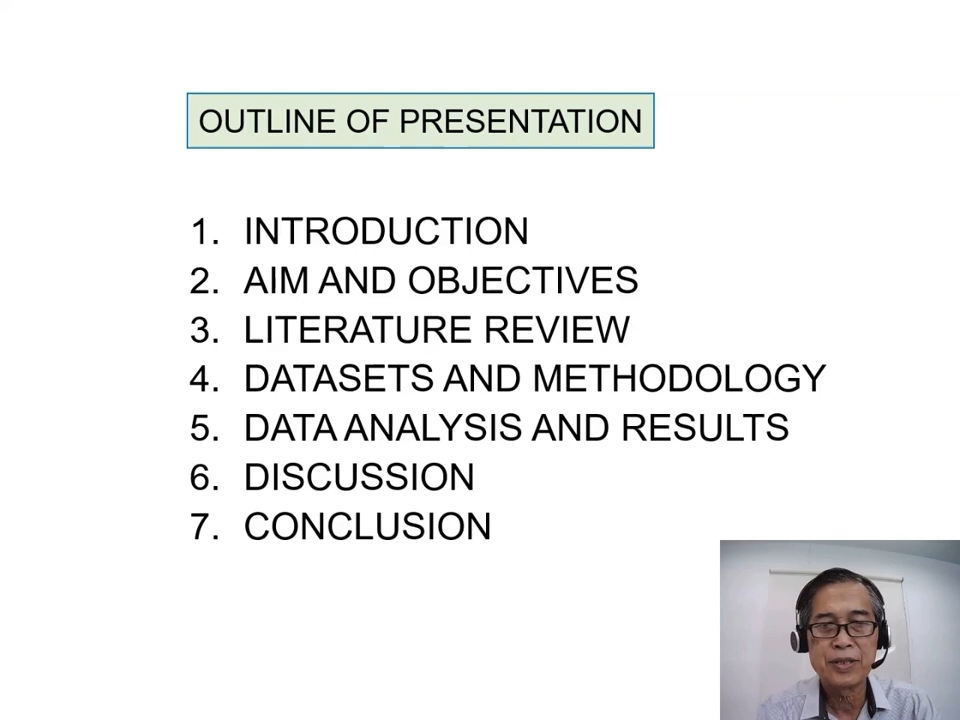 OUTLINE OF PRESENTATION
1. INTRODUCTION
2. AIM AND OBJECTIVES
3. LITERATURE REVIEW
4. DATASETS AND METHODOLOGY
5. DATA ANALYSIS AND RESULTS
6. DISCUSSION
7. CONCLUSION